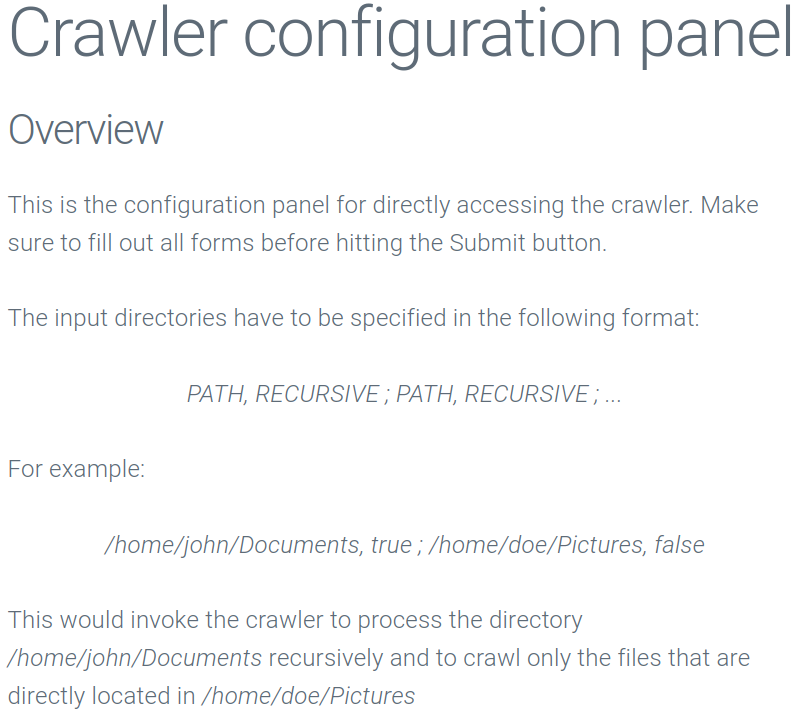 Crawler configuration panel
Overview
This is the configuration panel for directly accessing the crawler. Make
sure to fill out all forms before hitting the Submit button.
The input directories have to be specified in the following format:
PATH, RECURSIVE ; PATH, RECURSIVE ; ...
For example:
/home/john/Documents, true ; /home/doe/Pictures, false
This would invoke the crawler to process the directory
/home/john/Documents recursively and to crawl only the files that are
directly located in /home/doe/Pictures